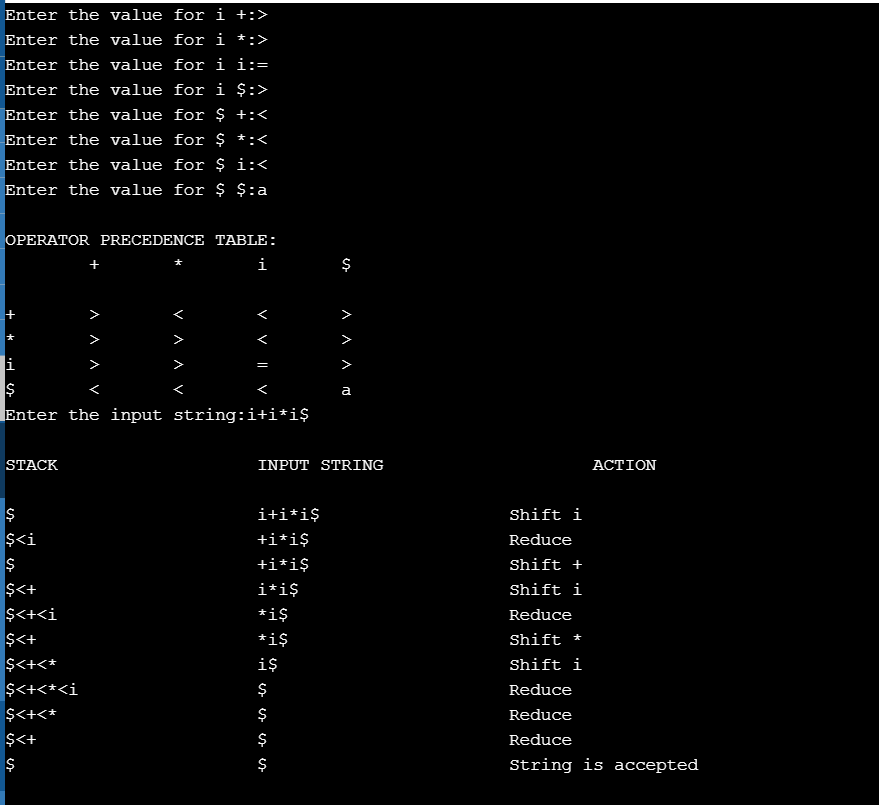 Enter the value for i +:>
Enter the value for i *:>
Enter the value for i i:=
Enter the value for i $:>
Enter the value for $ +:<
Enter the value for $ *:<
Enter the value for $ i:<
Enter the value for $ $:a
OPERATOR PRECEDENCE TABLE:
+ * i $
+ > < < >
* > > < >
i > > = >
$ < < < a
Enter the input string:i+i*i$
STACK INPUT STRING ACTION
$ i+i*i$ Shift i
$<i +i*i$ Reduce
$ +i*i$ Shift +
$<+ i*i$ Shift i
$<+<i *i$ Reduce
$<+ *i$ Shift *
$<+<* i$ Shift i
$<+<*<i $ Reduce
$<+<* $ Reduce
$<+ $ Reduce
$ $ String is accepted